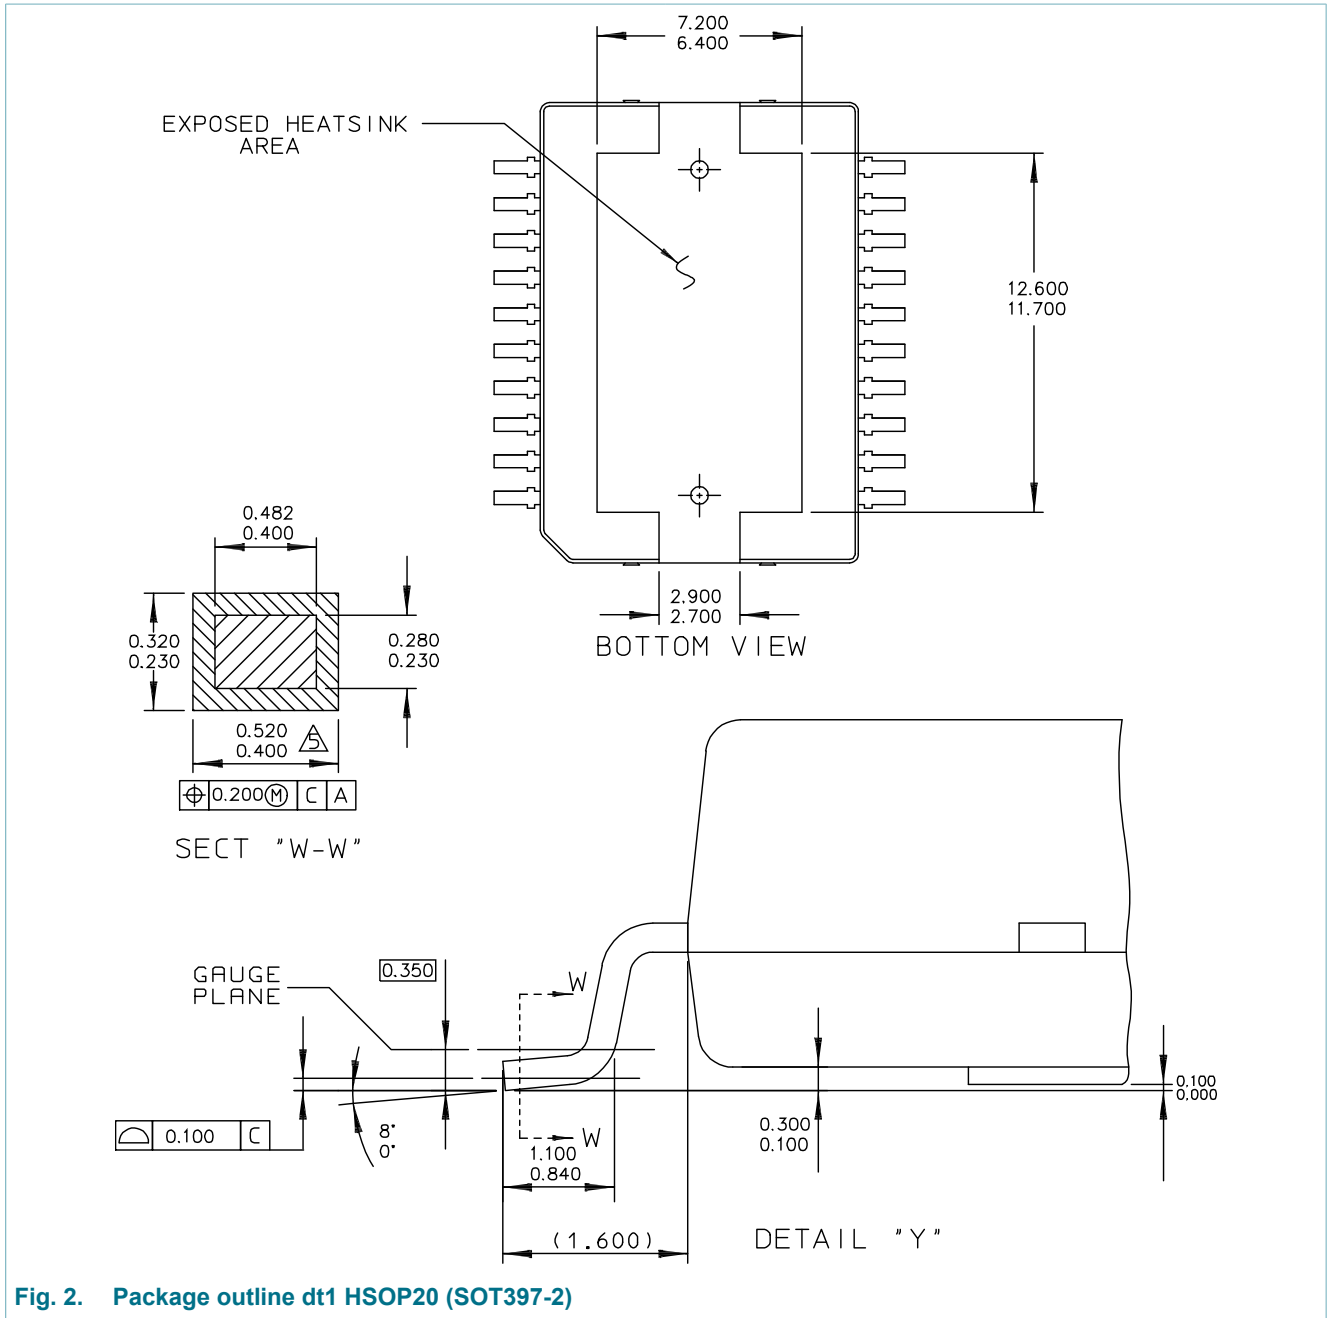 7.200
6.400
EXPOSED HEATSINK
AREA
12.600
11.700
2.900
2.700
BOTTOM VIEW
0.482
0.400
0.320
0.230
0.280
0.230
0.520
0.400
5
0.200 Ⓜ C A
SECT "W-W"
GAUGE
PLANE
0.350
W
0.100 C
8°
0°
W
1.100
0.840
(1.600)
0.300
0.100
0.100
0.000
DETAIL "Y"
Fig. 2. Package outline dt1 HSOP20 (SOT397-2)